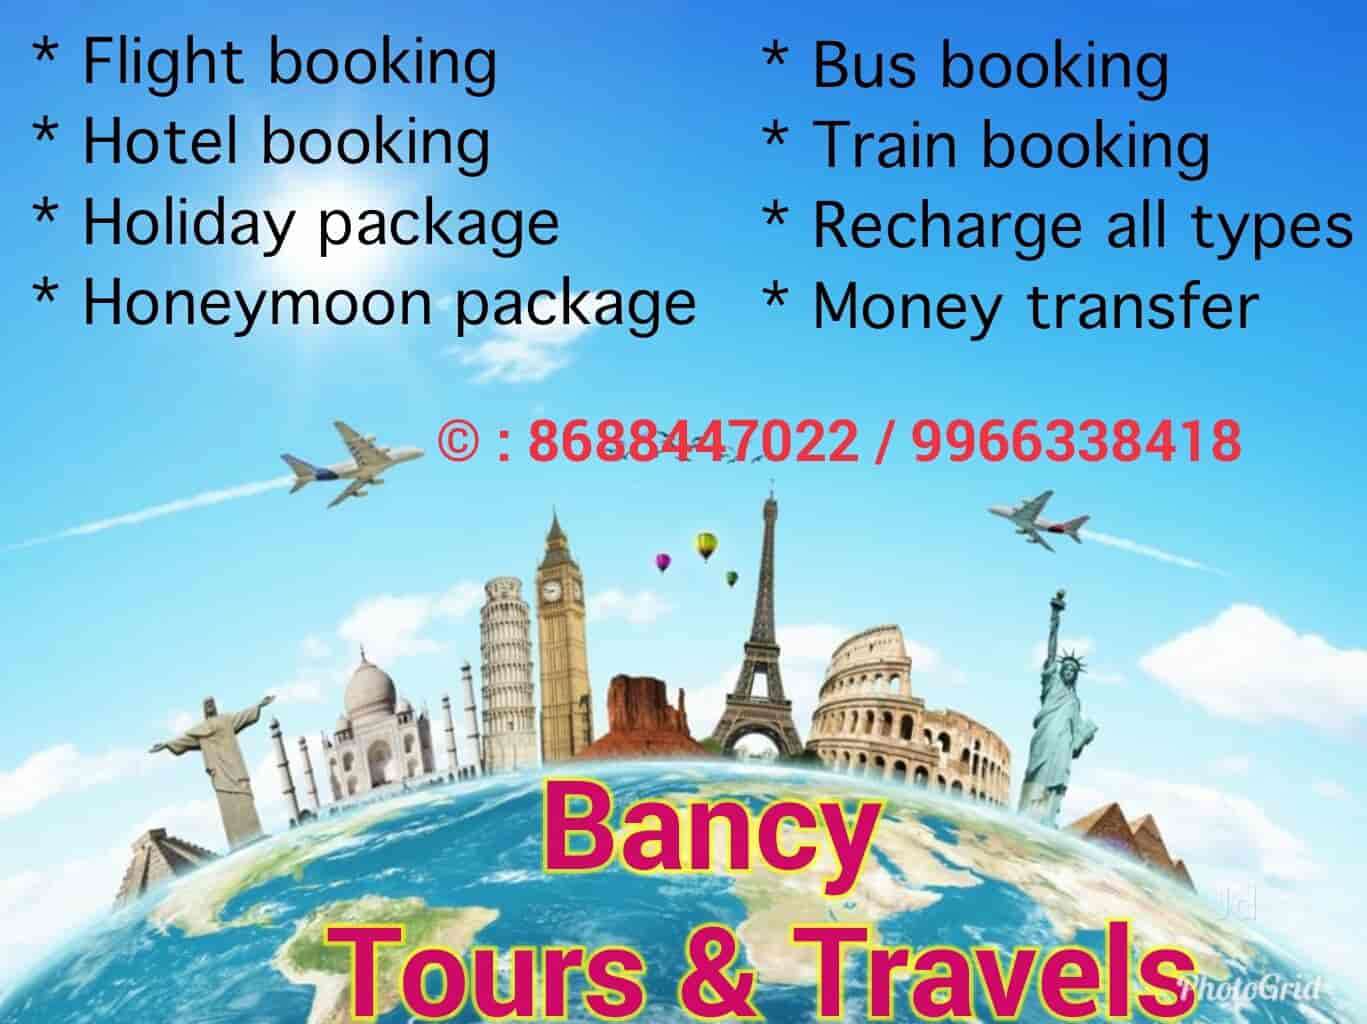 * Flight booking
* Hotel booking
* Holiday package
* Honeymoon package
* Bus booking
* Train booking
* Recharge all types
* Money transfer
© : 8688447022 / 9966338418
Bancy
Tours & Travels
Jd
PhotoGrid